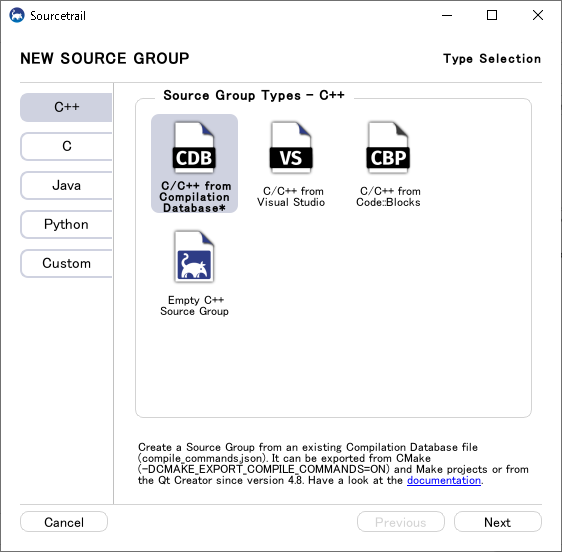 Sourcetrail
NEW SOURCE GROUP
Type Selection
C++
C
Java
Python
Custom
Source Group Types - C++
CDB
C/C++ from
Compilation
Database*
VS
C/C++ from
Visual Studio
CBP
C/C++ from
Code::Blocks
Empty C++
Source Group
Create a Source Group from an existing Compilation Database file
(compile_commands.json). It can be exported from CMake
(-DCMAKE_EXPORT_COMPILE_COMMANDS=ON) and Make projects or from
the Qt Creator since version 4.8. Have a look at the documentation.
Cancel
Previous
Next